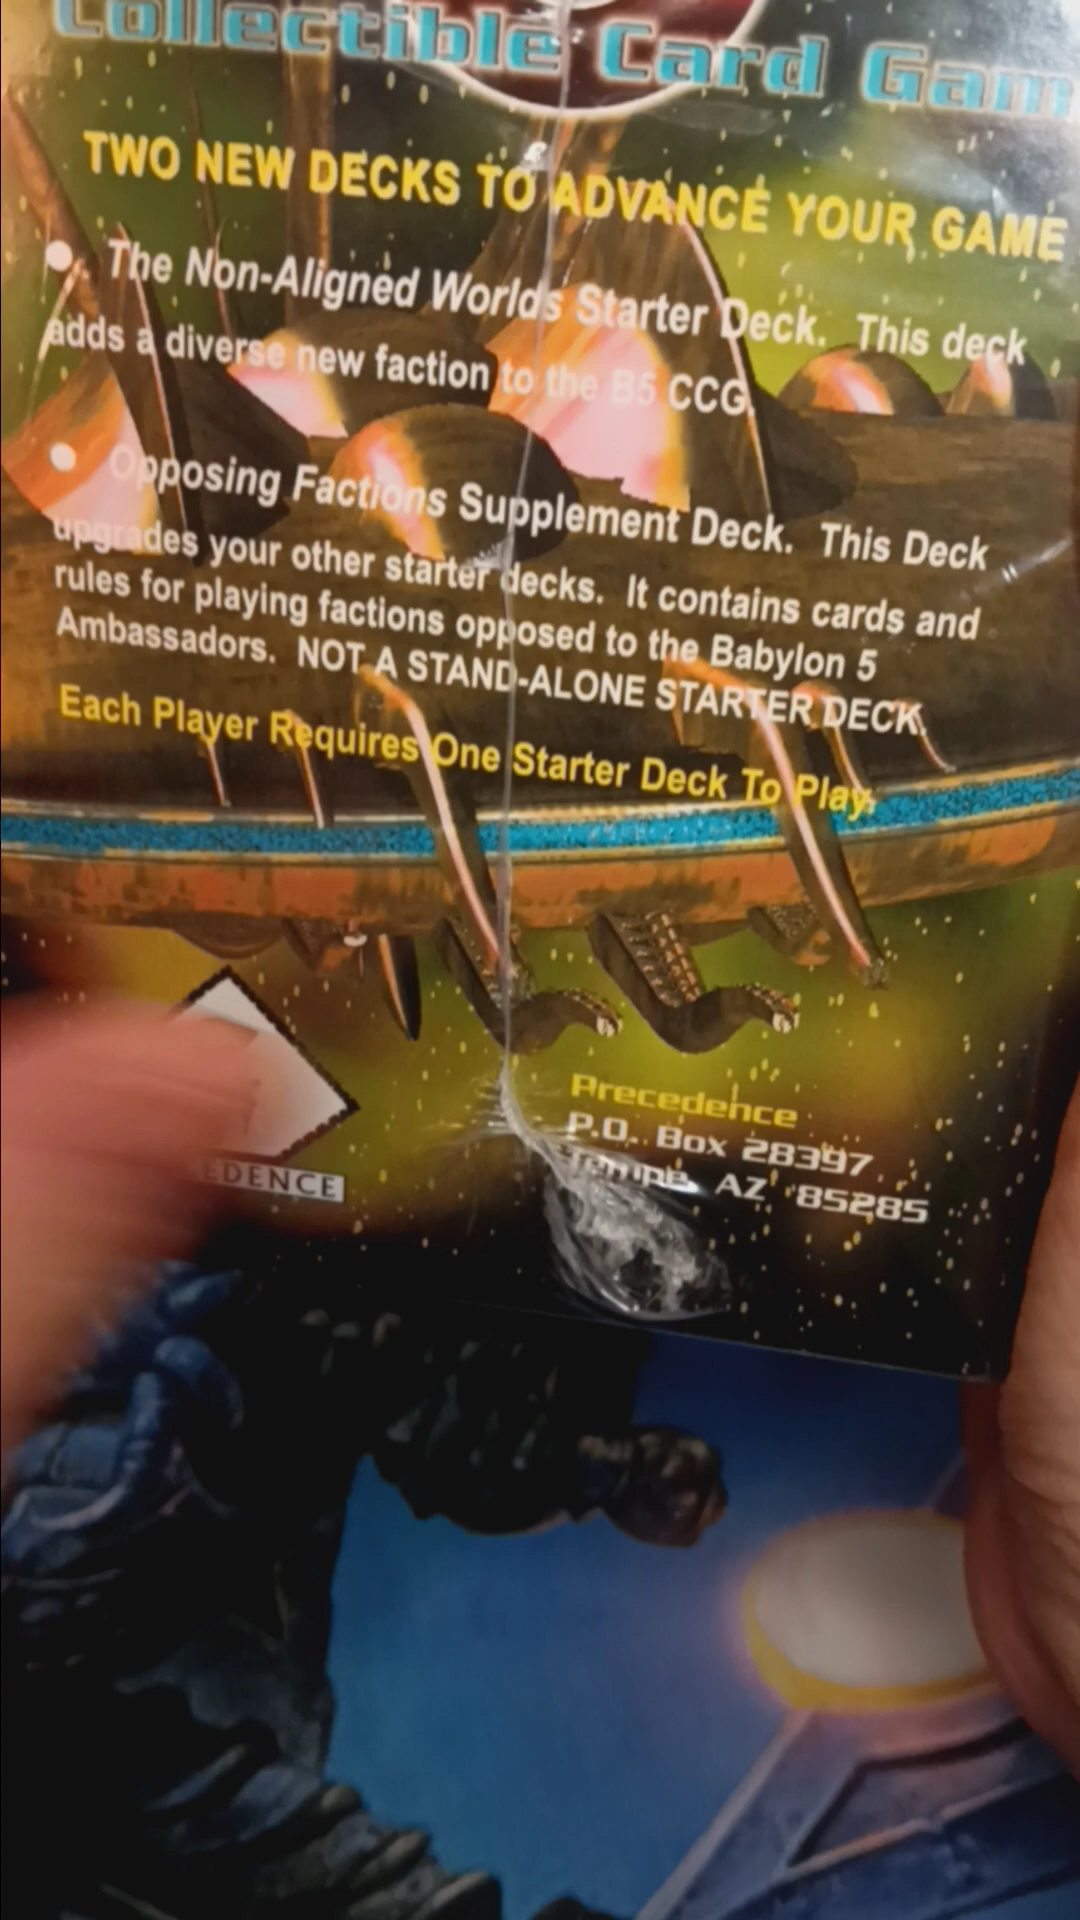 Collectible Card Gam
TWO NEW DECKS TO ADVANCE YOUR GAME
• The Non-Aligned Worlds Starter Deck. This deck
adds a diverse new faction to the B5 CCG.
• Opposing Factions Supplement Deck. This Deck
upgrades your other starter decks. It contains cards and
rules for playing factions opposed to the Babylon 5
Ambassadors. NOT A STAND-ALONE STARTER DECK.
Each Player Requires One Starter Deck To Play.
EDENCE
Precedence
P.O. Box 28397
Tempe, AZ 85285